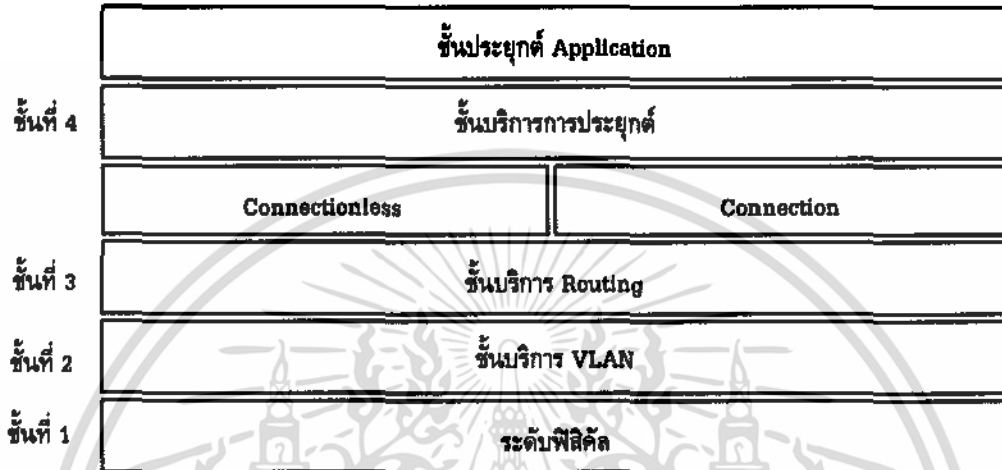 ชั้นประยุกต์ Application
ชั้นที่ 4 ชั้นบริการการประยุกต์
Connectionless Connection
ชั้นที่ 3 ชั้นบริการ Routing
ชั้นที่ 2 ชั้นบริการ VLAN
ชั้นที่ 1 ระดับฟิสิคัล